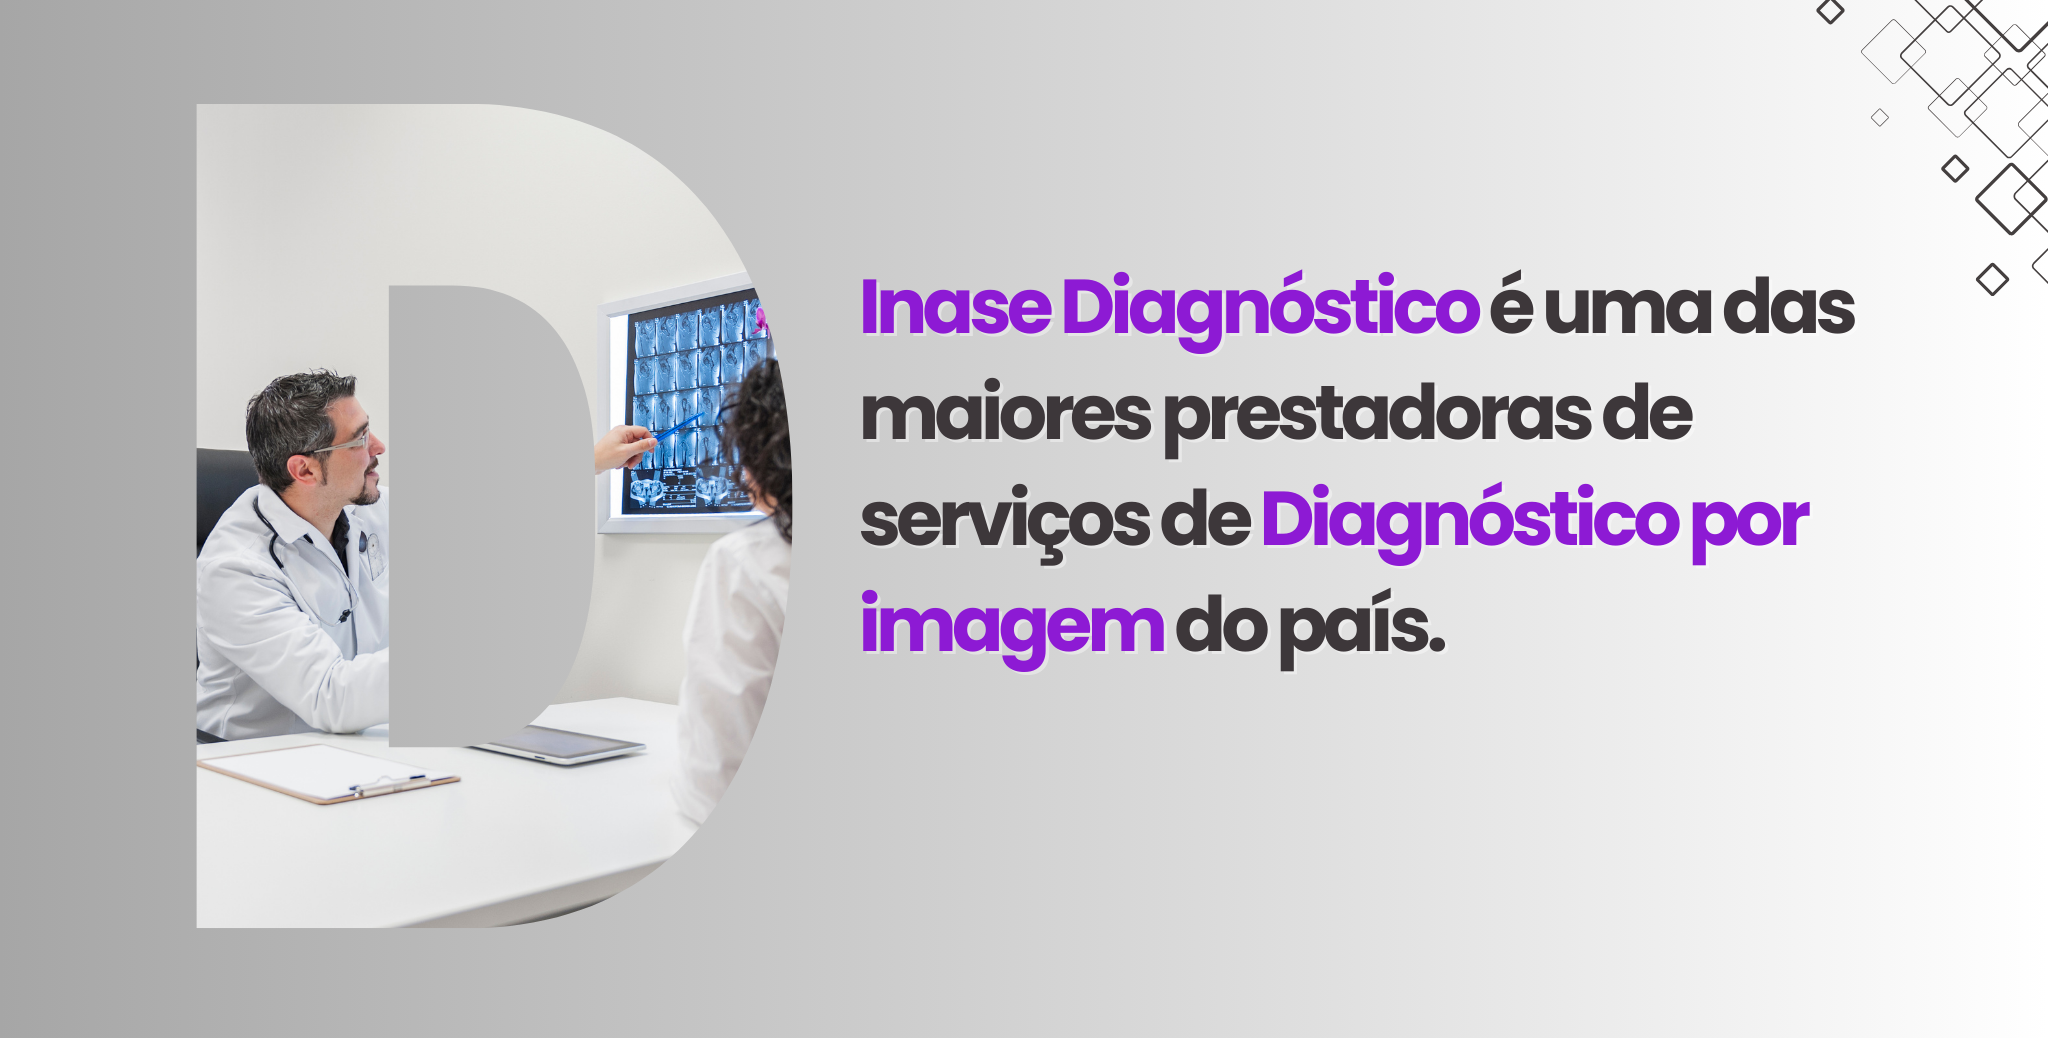 Inase Diagnóstico é uma das
maiores prestadoras de
serviços de Diagnóstico por
imagem do país.